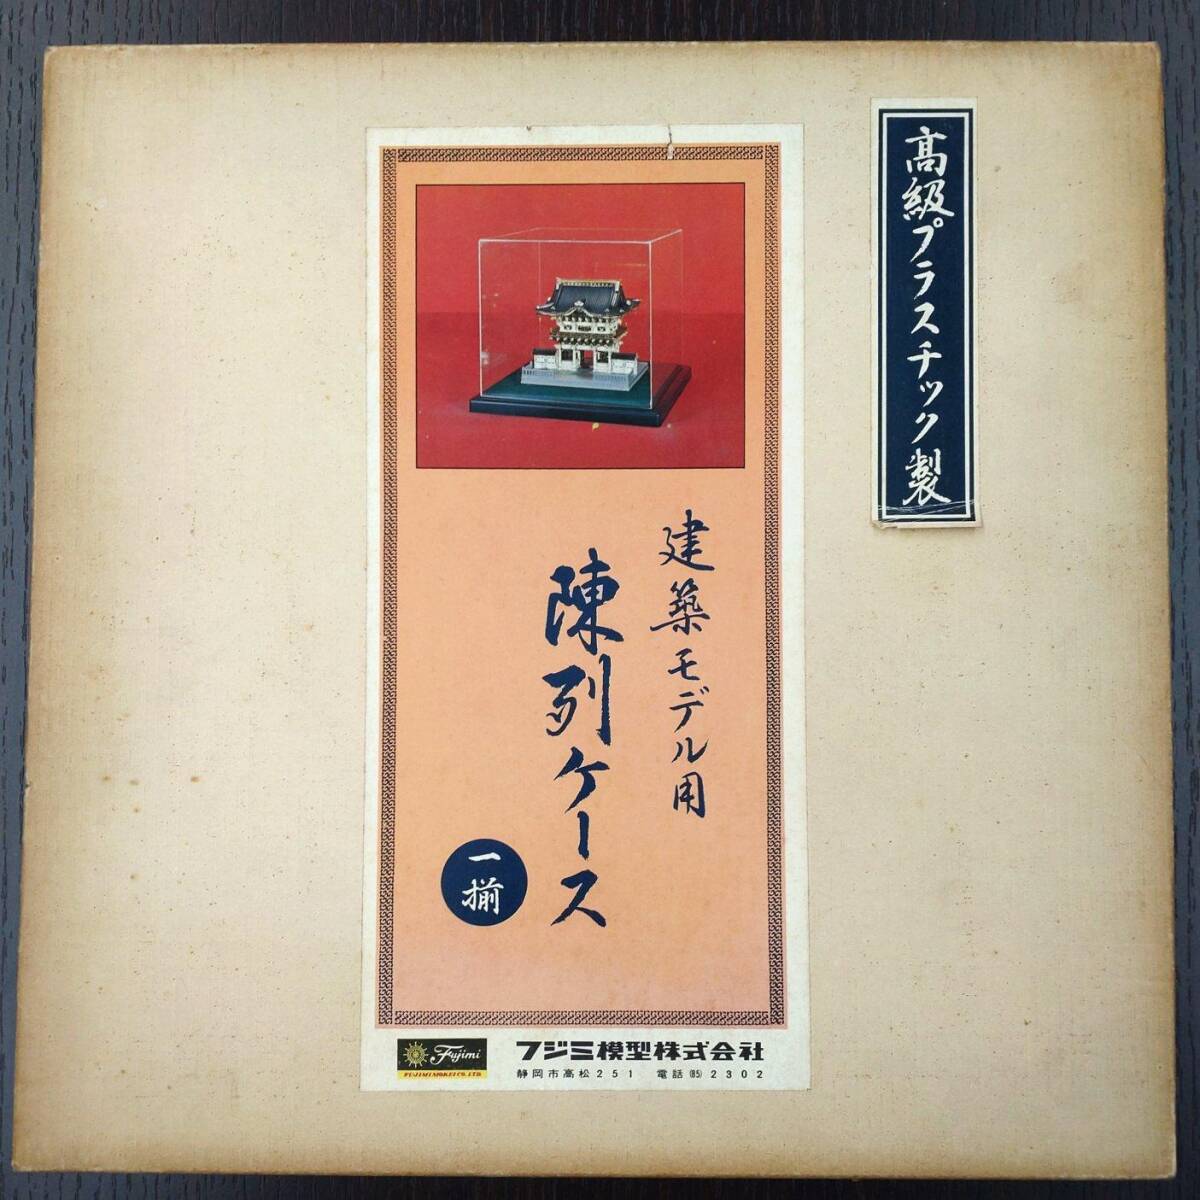 高級プラスチック製
建築モデル用
陳列ケース
一揃
Fujimi
FUJIMI MOKEI CO. LTD
フジミ模型株式会社
静岡市高松251 電話(85)2302